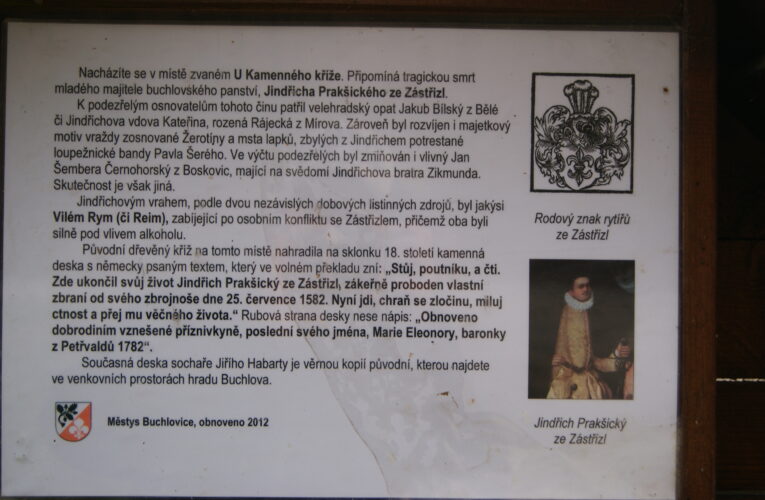 Nacházíte se v místě zvaném U Kamenného kříže. Připomíná tragickou smrt
mladého majitele buchlovského panství, Jindřicha Prakšického ze Zástřizl.
K podezřelým osnovatelům tohoto činu patřil velehradský opat Jakub Bílský z Bělé
či Jindřichova vdova Kateřina, rozená Rájecká z Mírova. Zároveň byl rozvíjen i majetkový
motiv vraždy zosnované Žerotíny a msta lapků, zbylých z Jindřichem potrestané
loupežnické bandy Pavla Šerého. Ve výčtu podezřelých byl zmiňován i vlivný Jan
Šembera Černohorský z Boskovic, mající na svědomí Jindřichova bratra Zikmunda.
Skutečnost je však jiná.
Jindřichovým vrahem, podle dvou nezávislých dobových listinných zdrojů, byl jakýsi
Vilém Rym (či Reim), zabíjející po osobním konfliktu se Zástřizlem, přičemž oba byli
silně pod vlivem alkoholu.
Původní dřevěný kříž na tomto místě nahradila na sklonku 18. století kamenná
deska s německy psaným textem, který ve volném překladu zní: „Stůj, poutníku, a čti.
Zde ukončil svůj život Jindřich Prakšický ze Zástřizl, zákeřně proboden vlastní
zbraní od svého zbrojnoše dne 25. července 1582. Nyní jdi, chraň se zločinu, miluj
ctnost a přej mu věčného života.“ Rubová strana desky nese nápis: „Obnoveno
dobrodiním vznešené příznivkyně, poslední svého jména, Marie Eleonory, baronky
z Petřvaldů 1782“.
Současná deska sochaře Jiřího Habarty je věrnou kopií původní, kterou najdete
ve venkovních prostorách hradu Buchlova.
Městys Buchlovice, obnoveno 2012
Rodový znak rytířů
ze Zástřizl
Jindřich Prakšický
ze Zástřizl